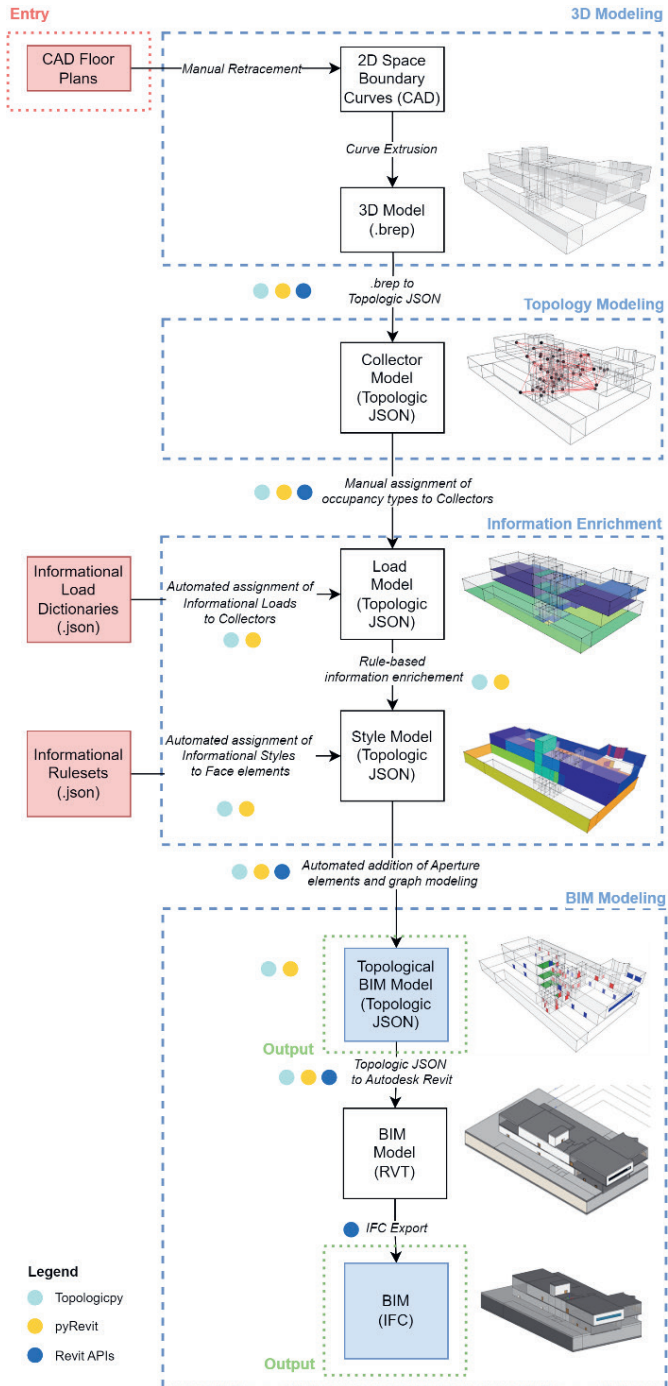 Entry
3D Modeling
CAD Floor
Plans
Manual Retracement
2D Space
Boundary
Curves (CAD)
Curve Extrusion
3D Model
(.brep)
.brep to
Topologic JSON
Topology Modeling
Collector
Model
(Topologic
JSON)
Manual assignment of
occupancy types to Collectors
Information Enrichment
Informational
Load
Dictionaries
(.json)
Automated assignment of
Informational Loads
to Collectors
Load
Model
(Topologic
JSON)
Rule-based
information enrichement
Informational
Rulesets
(.json)
Automated assignment of
Informational Styles
to Face elements
Style Model
(Topologic
JSON)
Automated addition of Aperture
elements and graph modeling
BIM Modeling
Topological
BIM Model
(Topologic
JSON)
Output
Topologic JSON
to Autodesk Revit
BIM
Model
(RVT)
IFC Export
BIM
(IFC)
Output
Legend
Topologicpy
pyRevit
Revit APIs